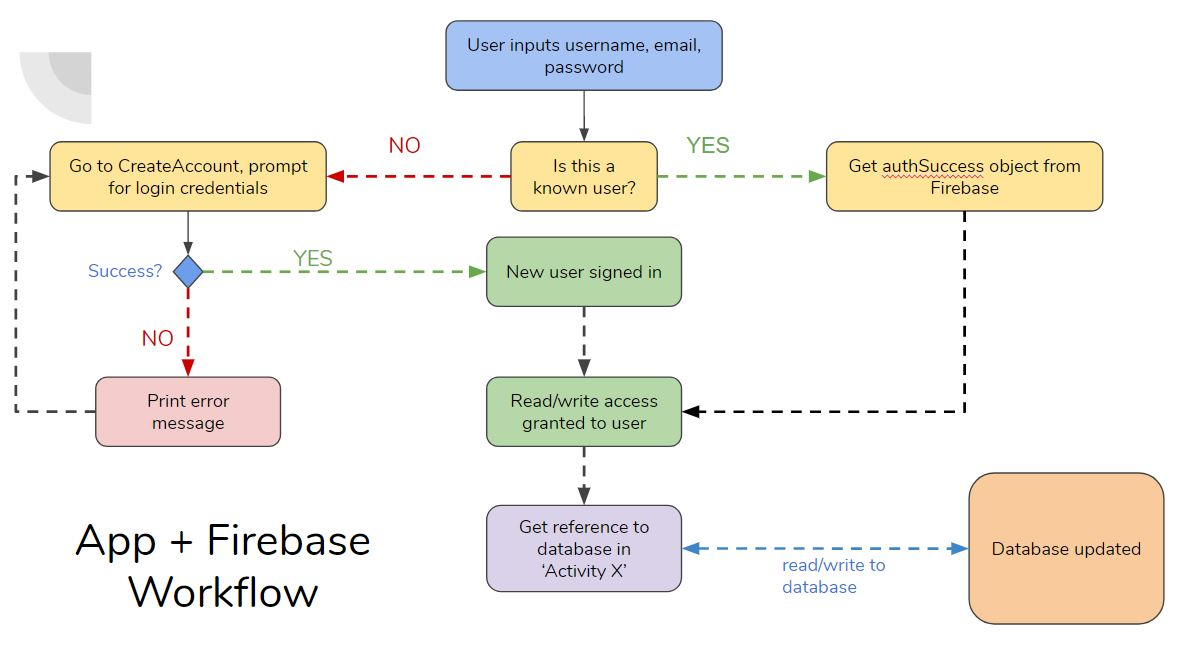 User inputs username, email,
password
NO
YES
Go to CreateAccount, prompt
for login credentials
Is this a
known user?
Get authSuccess object from
Firebase
Success?
YES
New user signed in
NO
Print error
message
Read/write access
granted to user
App + Firebase
Workflow
Get reference to
database in
‘Activity X’
read/write to
database
Database updated